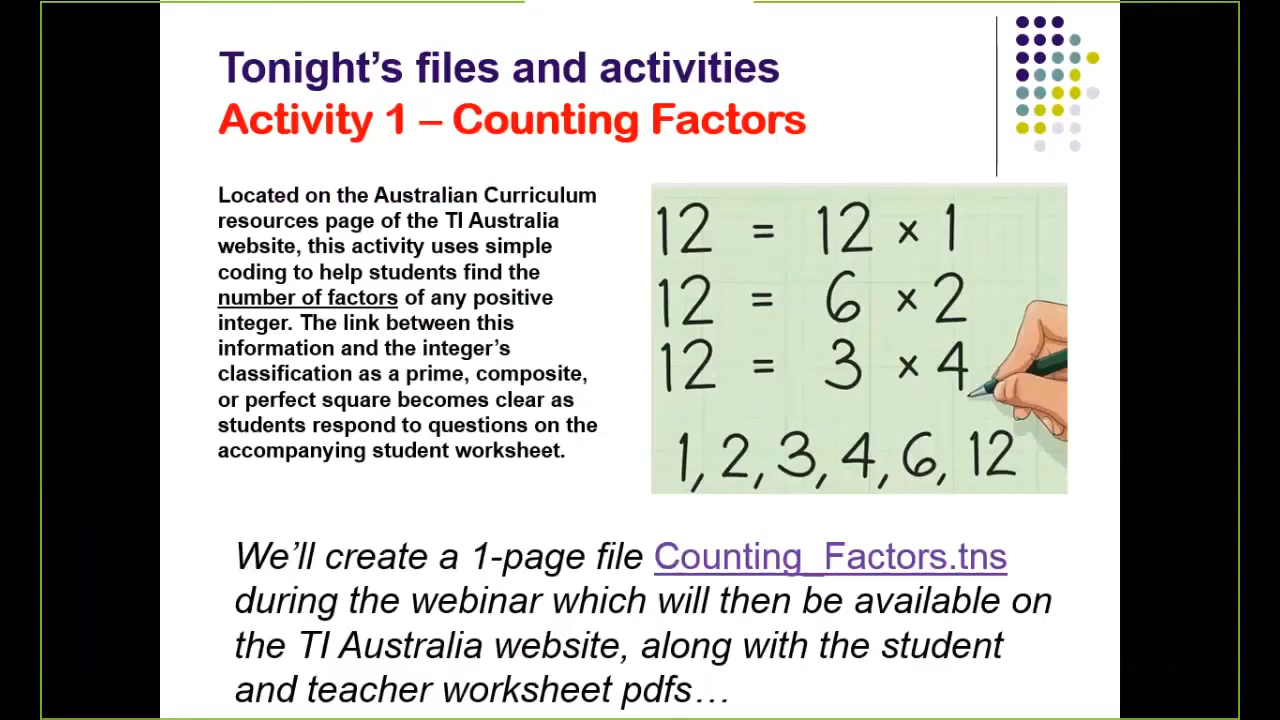 Tonight’s files and activities
Activity 1 – Counting Factors
Located on the Australian Curriculum
resources page of the TI Australia
website, this activity uses simple
coding to help students find the
number of factors of any positive
integer. The link between this
information and the integer’s
classification as a prime, composite,
or perfect square becomes clear as
students respond to questions on the
accompanying student worksheet.
12 = 12 × 1
12 = 6 × 2
12 = 3 × 4
1, 2, 3, 4, 6, 12
We’ll create a 1-page file Counting_Factors.tns
during the webinar which will then be available on
the TI Australia website, along with the student
and teacher worksheet pdfs…